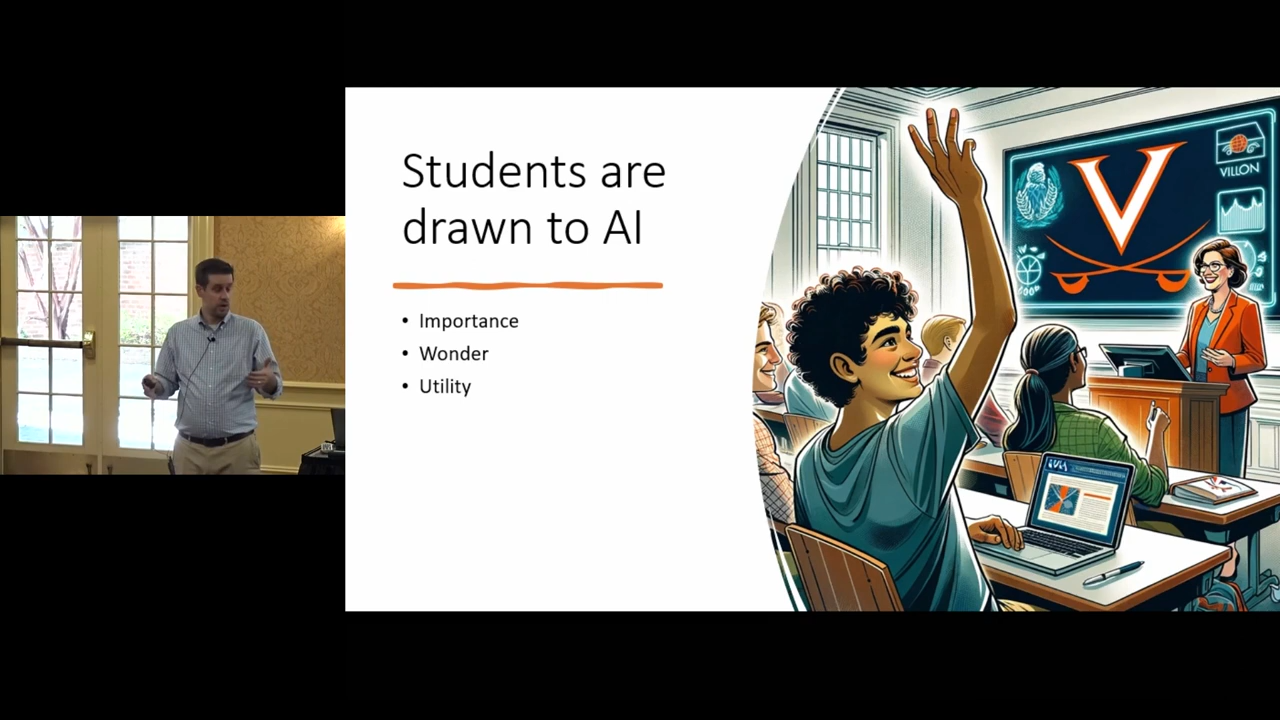 Students are
drawn to AI
• Importance
• Wonder
• Utility
V
VILLON